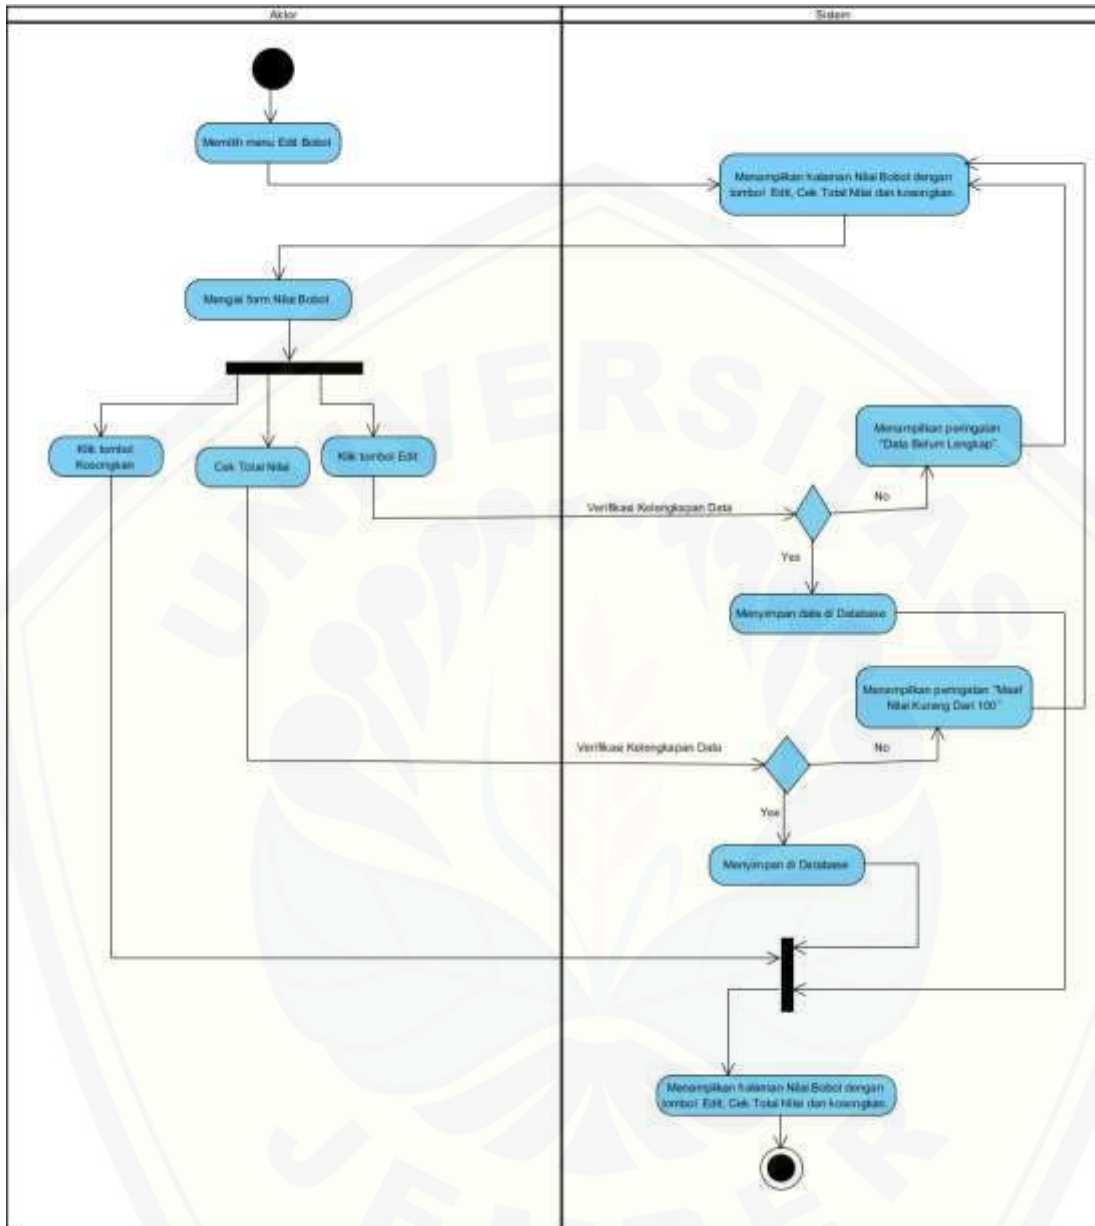 Aktor
Sistem
Memilih menu Edit Bobot
Menampilkan halaman Nilai Bobot dengan
tombol Edit, Cek Total Nilai dan kosongkan.
Mengisi form Nilai Bobot
Klik tombol
Kosongkan
Cek Total Nilai
Klik tombol Edit
Menampilkan peringatan
"Data Belum Lengkap".
Verifikasi Kelengkapan Data
No
Yes
Menyimpan data di Database
Menampilkan peringatan "Maaf
Nilai Kurang Dari 100"
Verifikasi Kelengkapan Data
No
Yes
Menyimpan di Database
Menampilkan halaman Nilai Bobot dengan
tombol Edit, Cek Total Nilai dan kosongkan.
UNIVERSITAS
JEMBER